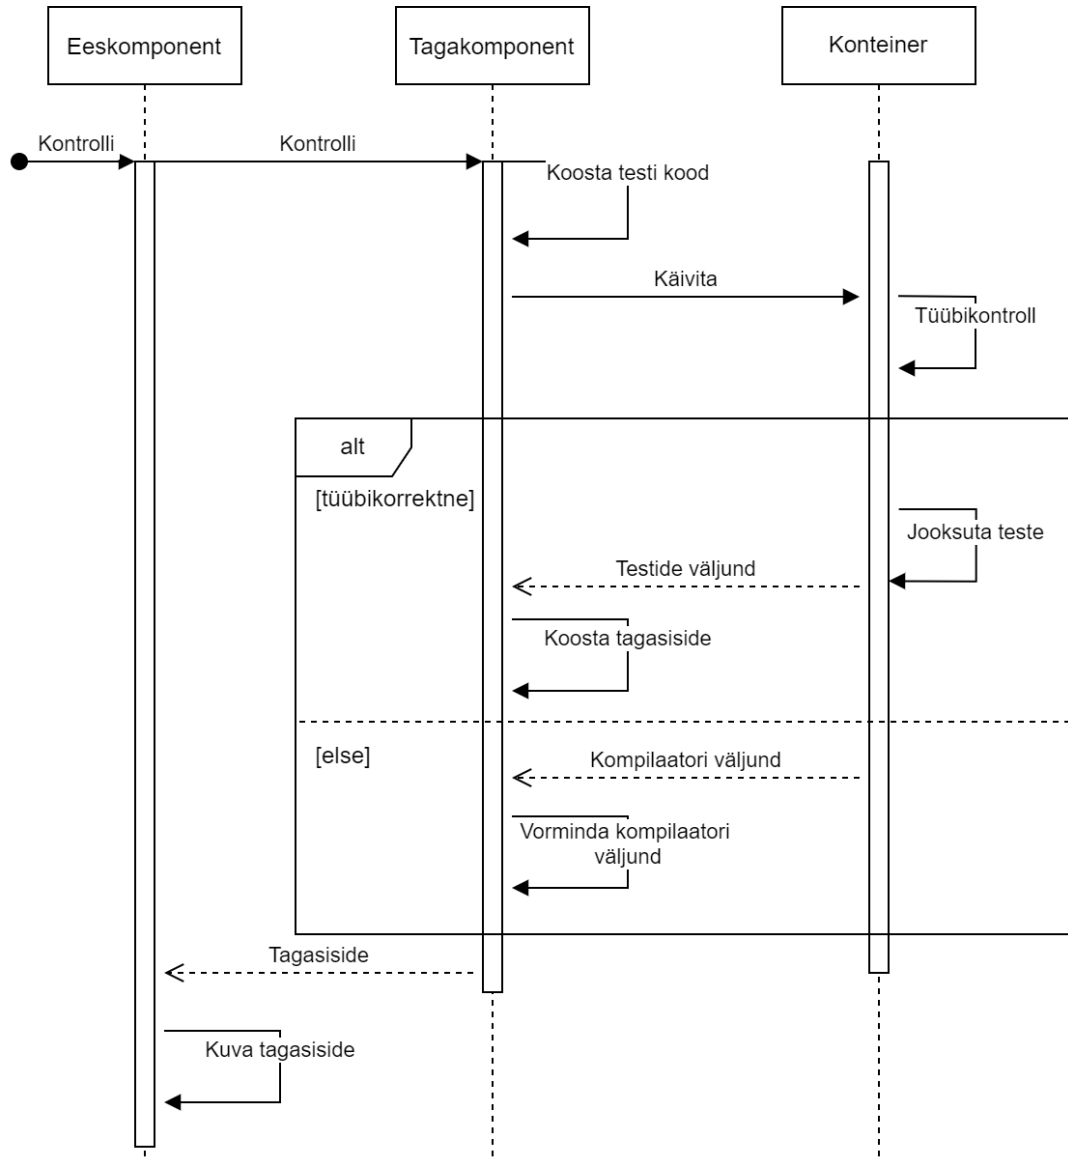 Eeskomponent
Tagakomponent
Konteiner
Kontrolli
Kontrolli
Koosta testi kood
Käivita
Tüübikontroll
alt
[tüübikorrektne]
Jooksuta teste
Testide väljund
Koosta tagasiside
[else]
Kompilaatori väljund
Vorminda kompilaatori
väljund
Tagasiside
Kuva tagasiside